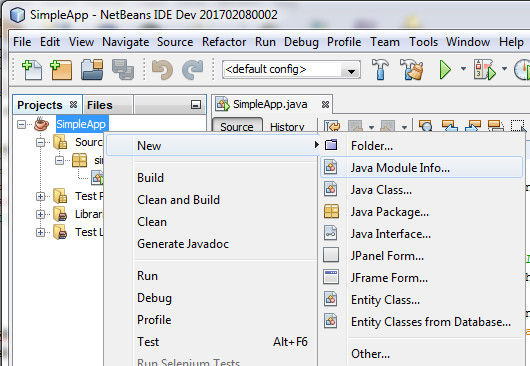 SimpleApp - NetBeans IDE Dev 201702080002
File Edit View Navigate Source Refactor Run Debug Profile Team Tools Window Help
<default config>
Projects Files
SimpleApp.java
SimpleApp
Source History
Sour
New
Folder...
sir
Java Module Info...
Build
Java Class...
Test P
Clean and Build
Java Package...
Librar
Clean
Java Interface...
Test L
Generate Javadoc
JPanel Form...
Run
JFrame Form...
Debug
Entity Class...
Profile
Entity Classes from Database...
Test Alt+F6
Other...
Run Selenium Tests